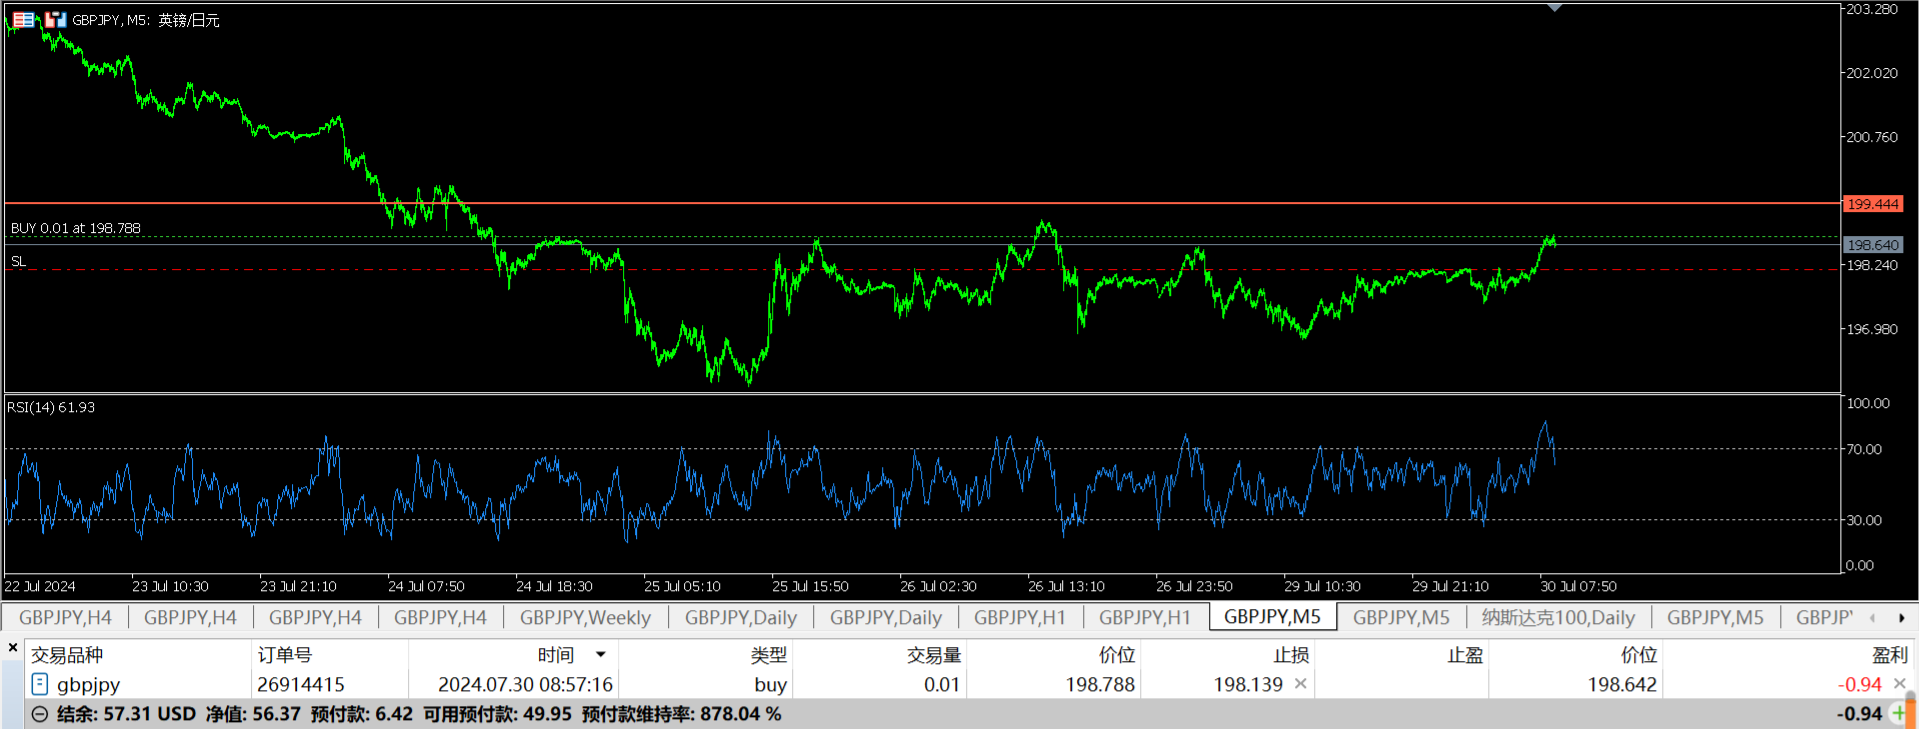 GBPJPY, M5: 英镑/日元
203.280
202.020
200.760
199.444
BUY 0.01 at 198.788
198.640
SL
198.240
196.980
RSI(14) 61.93
100.00
70.00
30.00
0.00
22 Jul 2024 23 Jul 10:30 23 Jul 21:10 24 Jul 07:50 24 Jul 18:30 25 Jul 05:10 25 Jul 15:50 26 Jul 02:30 26 Jul 13:10 26 Jul 23:50 29 Jul 10:30 29 Jul 21:10 30 Jul 07:50
GBPJPY,H4 GBPJPY,H4 GBPJPY,H4 GBPJPY,H4 GBPJPY,Weekly GBPJPY,Daily GBPJPY,Daily GBPJPY,H1 GBPJPY,H1 GBPJPY,M5 GBPJPY,M5 纳斯达克100,Daily GBPJPY,M5 GBPJP
交易品种 订单号 时间 类型 交易量 价位 止损 止盈 价位 盈利
gbpjpy 26914415 2024.07.30 08:57:16 buy 0.01 198.788 198.139 198.642 -0.94
结余: 57.31 USD 净值: 56.37 预付款: 6.42 可用预付款: 49.95 预付款维持率: 878.04 % -0.94